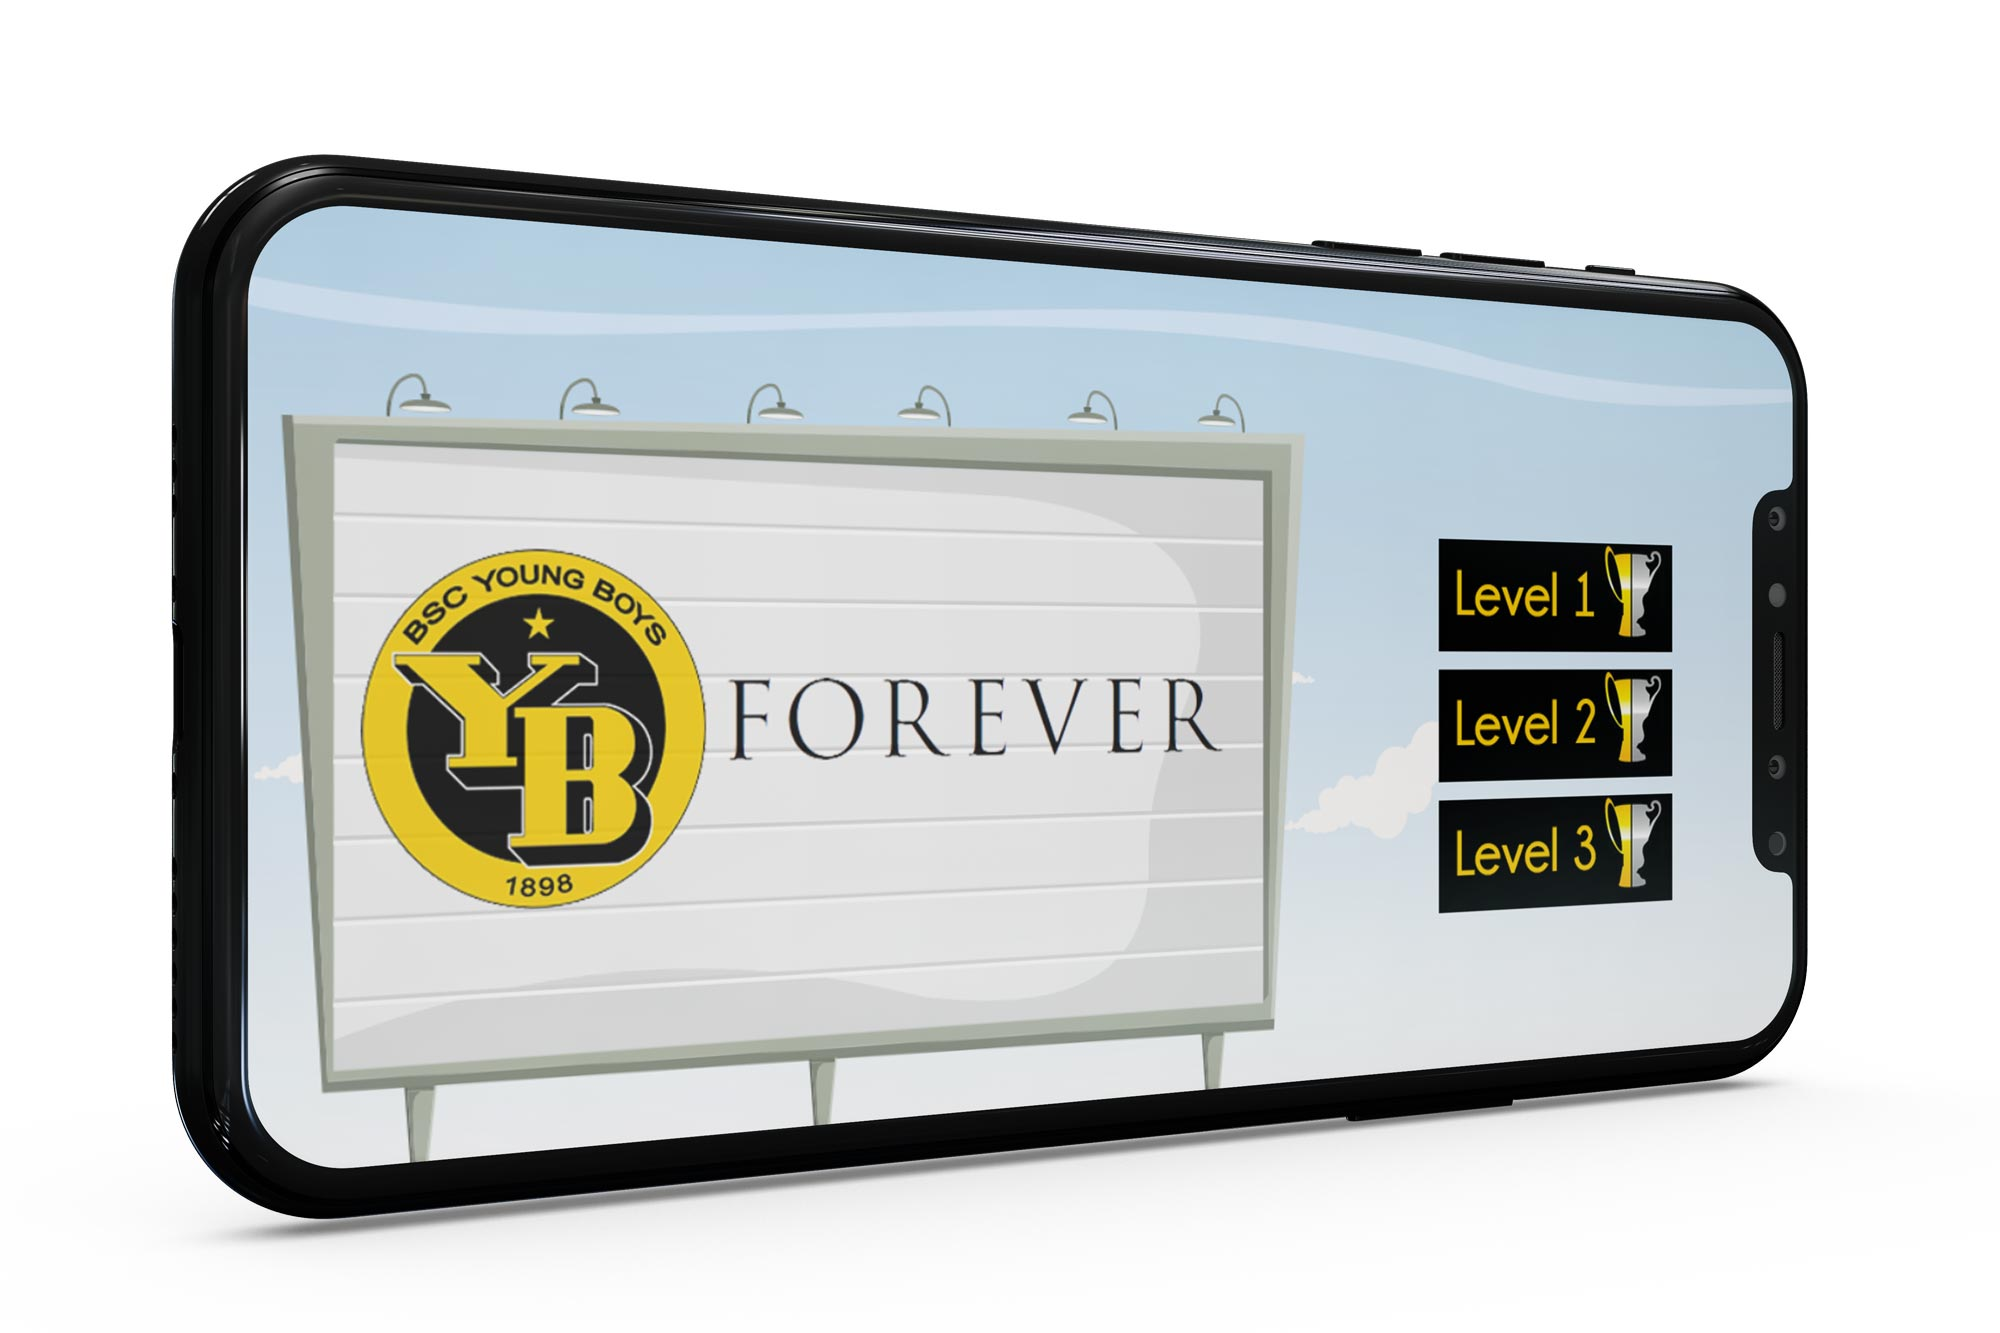 BSC YOUNG BOYS
YB
1898
FOREVER
Level 1
Level 2
Level 3